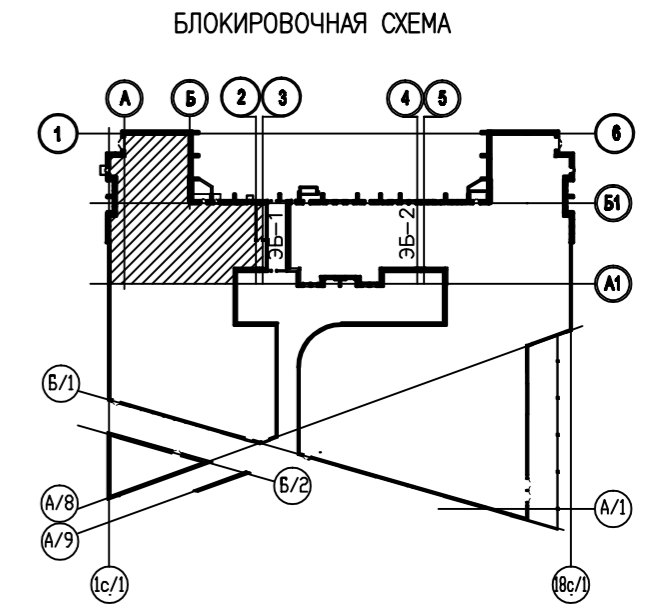 БЛОКИРОВОЧНАЯ СХЕМА
А Б 2 3 4 5
1 6
Б1
ЭБ-1 ЭБ-2
А1
Б/1
Б/2
А/8 А/1
А/9
1с/1 18с/1